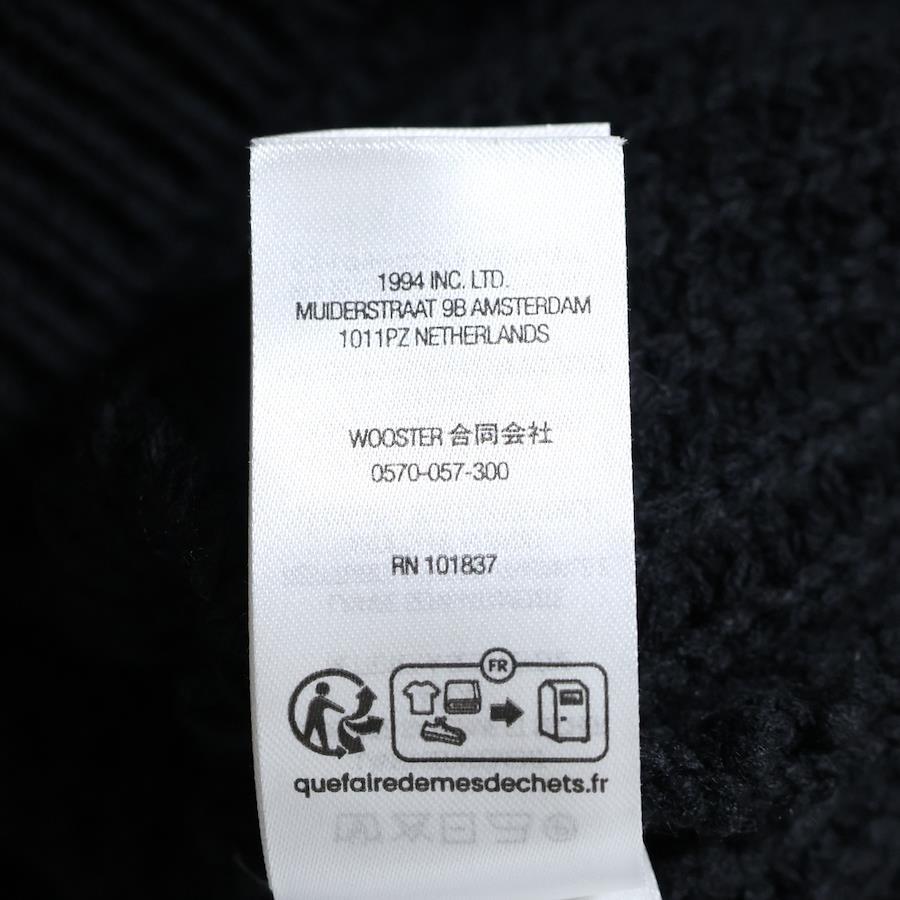 1994 INC. LTD.
MUIDERSTRAAT 9B AMSTERDAM
1011PZ NETHERLANDS
WOOSTER 合同会社
0570-057-300
RN 101837
FR
quefairedemesdechets.fr